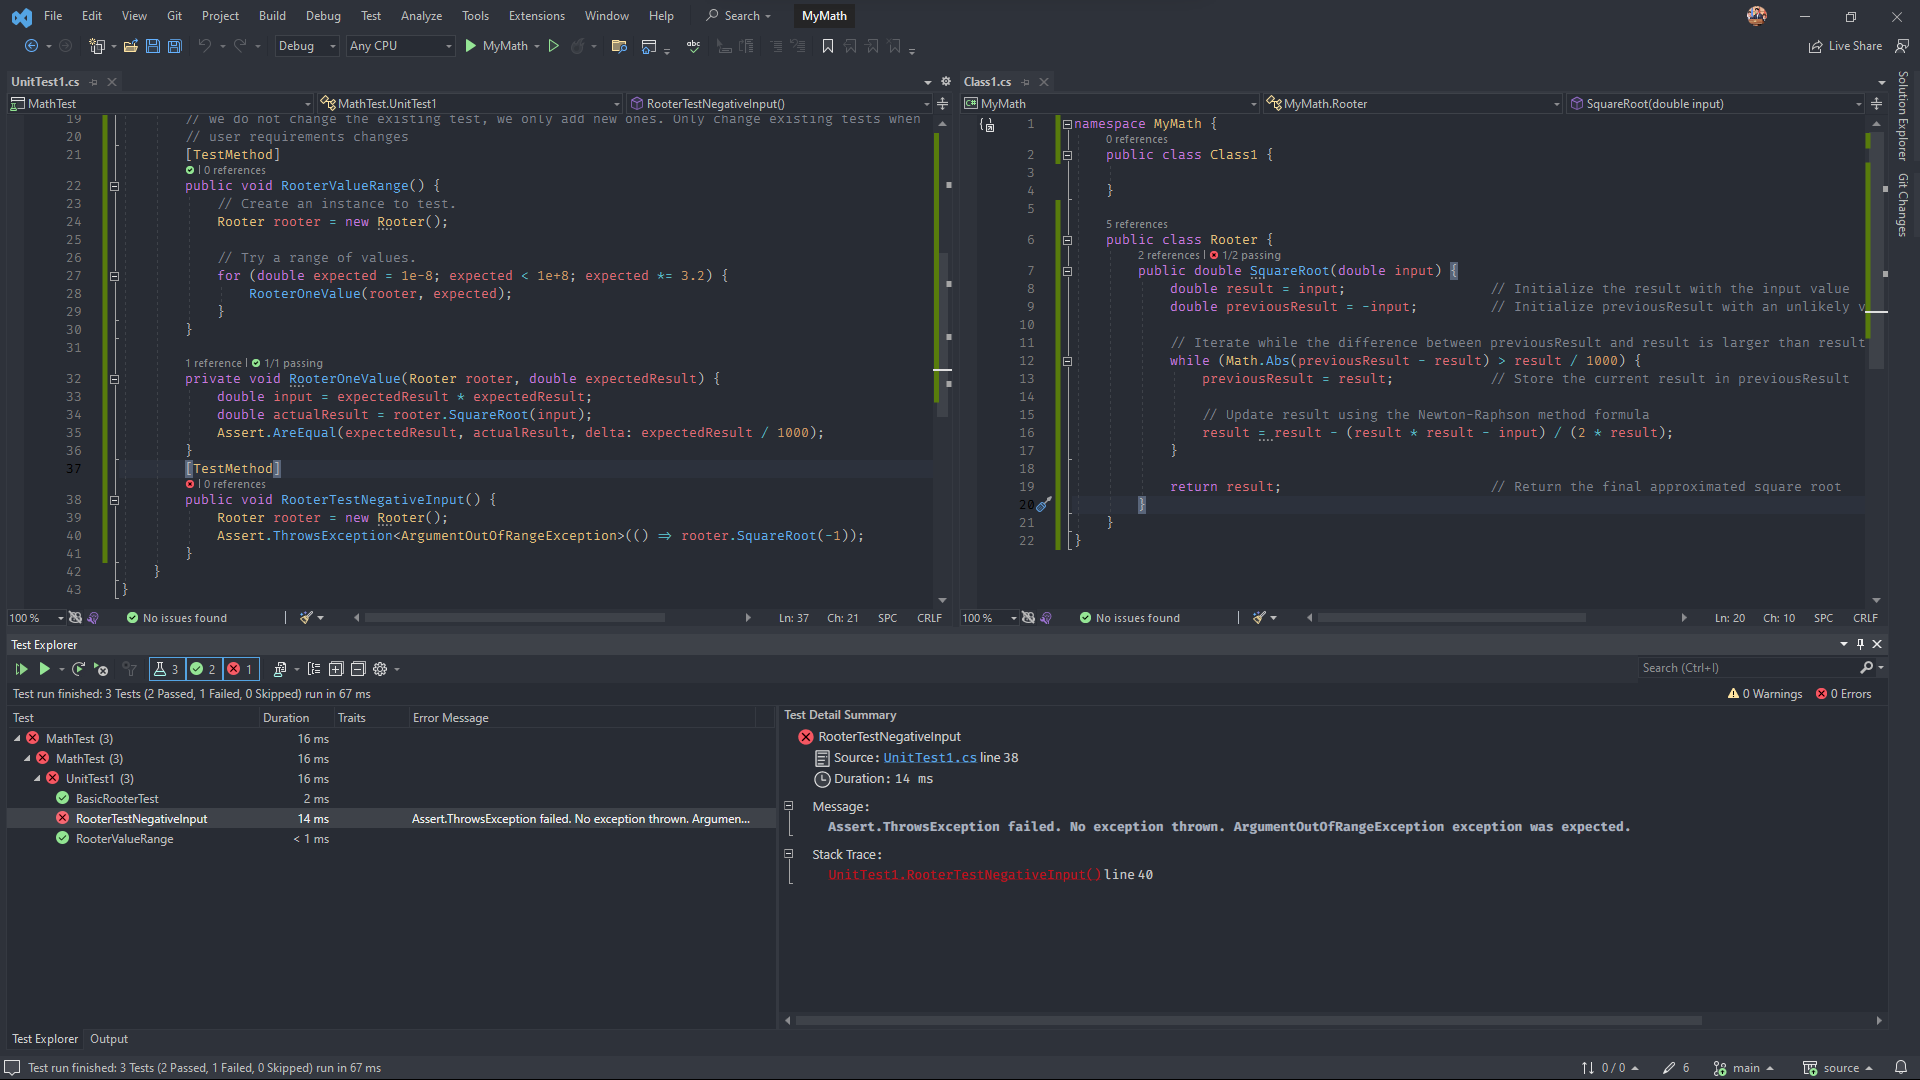 File Edit View Git Project Build Debug Test Analyze Tools Extensions Window Help Search MyMath
Debug Any CPU MyMath Live Share
UnitTest1.cs
MathTest MathTest.UnitTest1 RooterTestNegativeInput()
19 // we do not change the existing test, we only add new ones. Only change existing tests when
20 // user requirements changes
21 [TestMethod]
0 references
22 public void RooterValueRange() {
23 // Create an instance to test.
24 Rooter rooter = new Rooter();
25
26 // Try a range of values.
27 for (double expected = 1e-8; expected < 1e+8; expected *= 3.2) {
28 RooterOneValue(rooter, expected);
29 }
30 }
31
1 reference | 1/1 passing
32 private void RooterOneValue(Rooter rooter, double expectedResult) {
33 double input = expectedResult * expectedResult;
34 double actualResult = rooter.SquareRoot(input);
35 Assert.AreEqual(expectedResult, actualResult, delta: expectedResult / 1000);
36 }
37 [TestMethod]
| 0 references
38 public void RooterTestNegativeInput() {
39 Rooter rooter = new Rooter();
40 Assert.ThrowsException<ArgumentOutOfRangeException>(() => rooter.SquareRoot(-1));
41 }
42 }
43 }
100 % No issues found Ln: 37 Ch: 21 SPC CRLF
Class1.cs
MyMath MyMath.Rooter SquareRoot(double input)
1 namespace MyMath {
0 references
2 public class Class1 {
3
4 }
5
5 references
6 public class Rooter {
2 references | 1/2 passing
7 public double SquareRoot(double input) {
8 double result = input; // Initialize the result with the input value
9 double previousResult = -input; // Initialize previousResult with an unlikely v
10
11 // Iterate while the difference between previousResult and result is larger than result
12 while (Math.Abs(previousResult - result) > result / 1000) {
13 previousResult = result; // Store the current result in previousResult
14
15 // Update result using the Newton-Raphson method formula
16 result = result - (result * result - input) / (2 * result);
17 }
18
19 return result; // Return the final approximated square root
20 }
21 }
22 }
100 % No issues found Ln: 20 Ch: 10 SPC CRLF
Solution Explorer
Git Changes
Test Explorer
3 2 1 Search (Ctrl+I)
Test run finished: 3 Tests (2 Passed, 1 Failed, 0 Skipped) run in 67 ms 0 Warnings 0 Errors
Test Duration Traits Error Message
MathTest (3) 16 ms
MathTest (3) 16 ms
UnitTest1 (3) 16 ms
BasicRooterTest 2 ms
RooterTestNegativeInput 14 ms Assert.ThrowsException failed. No exception thrown. Argumen...
RooterValueRange < 1 ms
Test Detail Summary
RooterTestNegativeInput
Source: UnitTest1.cs line 38
Duration: 14 ms
Message:
Assert.ThrowsException failed. No exception thrown. ArgumentOutOfRangeException exception was expected.
Stack Trace:
UnitTest1.RooterTestNegativeInput() line 40
Test Explorer Output
Test run finished: 3 Tests (2 Passed, 1 Failed, 0 Skipped) run in 67 ms 0 / 0 6 main source